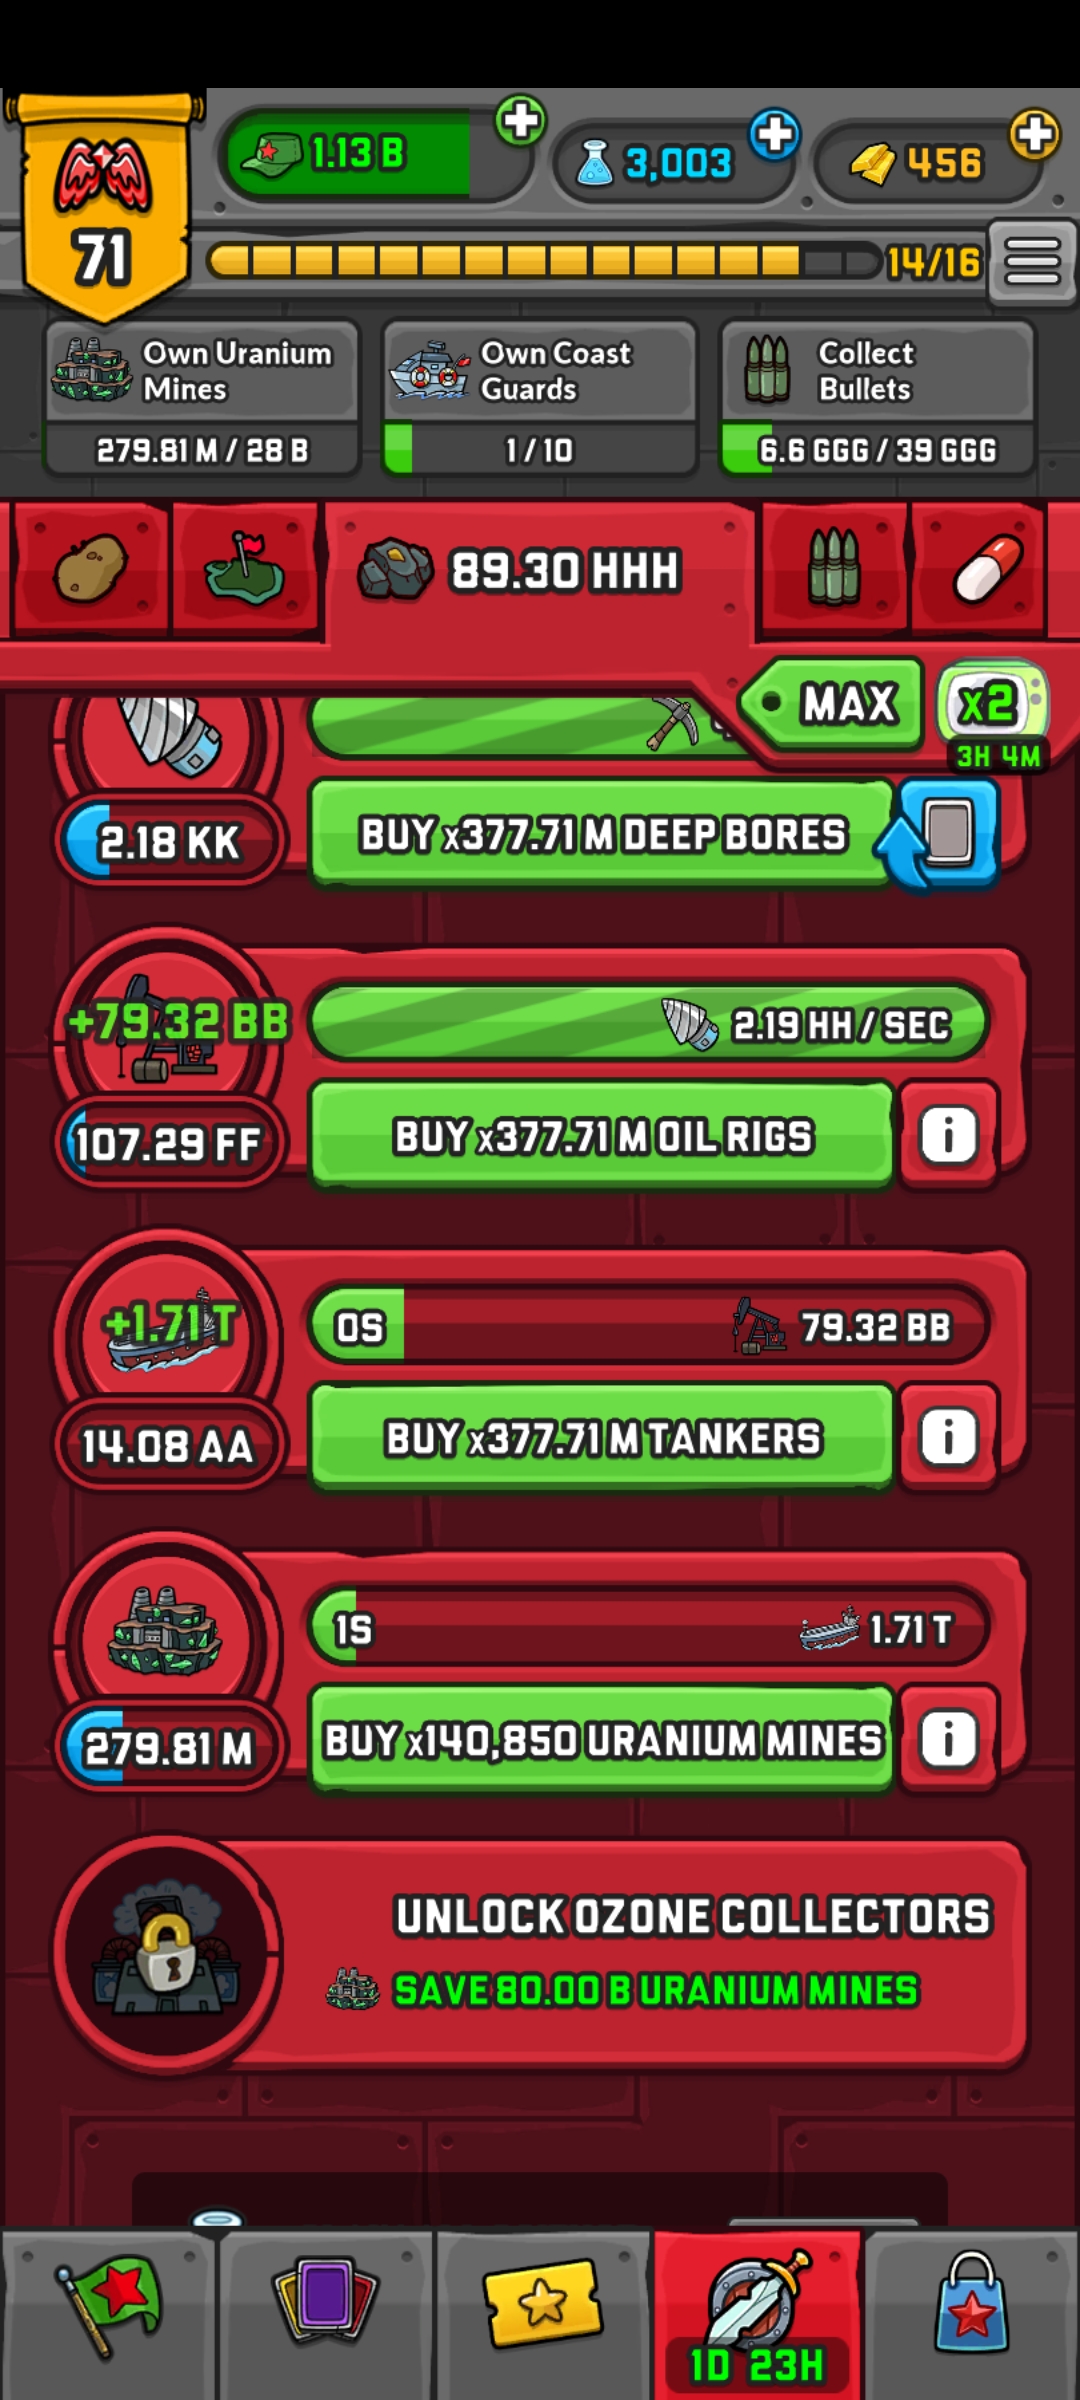 1.13 B
3,003
456
71
14/16
Own Uranium
Mines
279.81 M / 28 B
Own Coast
Guards
1 / 10
Collect
Bullets
6.6 GGG / 39 GGG
89.30 HHH
MAX
x2
3H 4M
2.18 KK
BUY x377.71 M DEEP BORES
+79.32 BB
2.19 HH / SEC
107.29 FF
BUY x377.71 M OIL RIGS
i
+1.71 T
0S
79.32 BB
14.08 AA
BUY x377.71 M TANKERS
i
1S
1.71 T
279.81 M
BUY x140,850 URANIUM MINES
i
UNLOCK OZONE COLLECTORS
SAVE 80.00 B URANIUM MINES
1D 23H